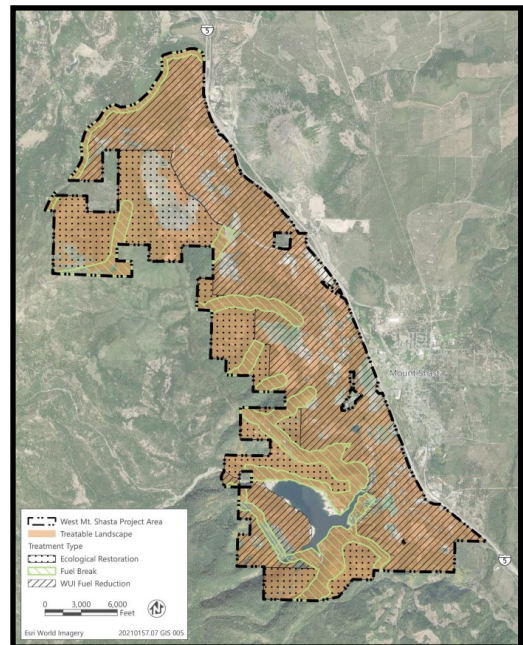 5
Mount Shasta
West Mt. Shasta Project Area
Treatable Landscape
Treatment Type
Ecological Restoration
Fuel Break
WUI Fuel Reduction
0 3,000 6,000
Feet
N
5
Esri World Imagery 20210157.07 GIS 005